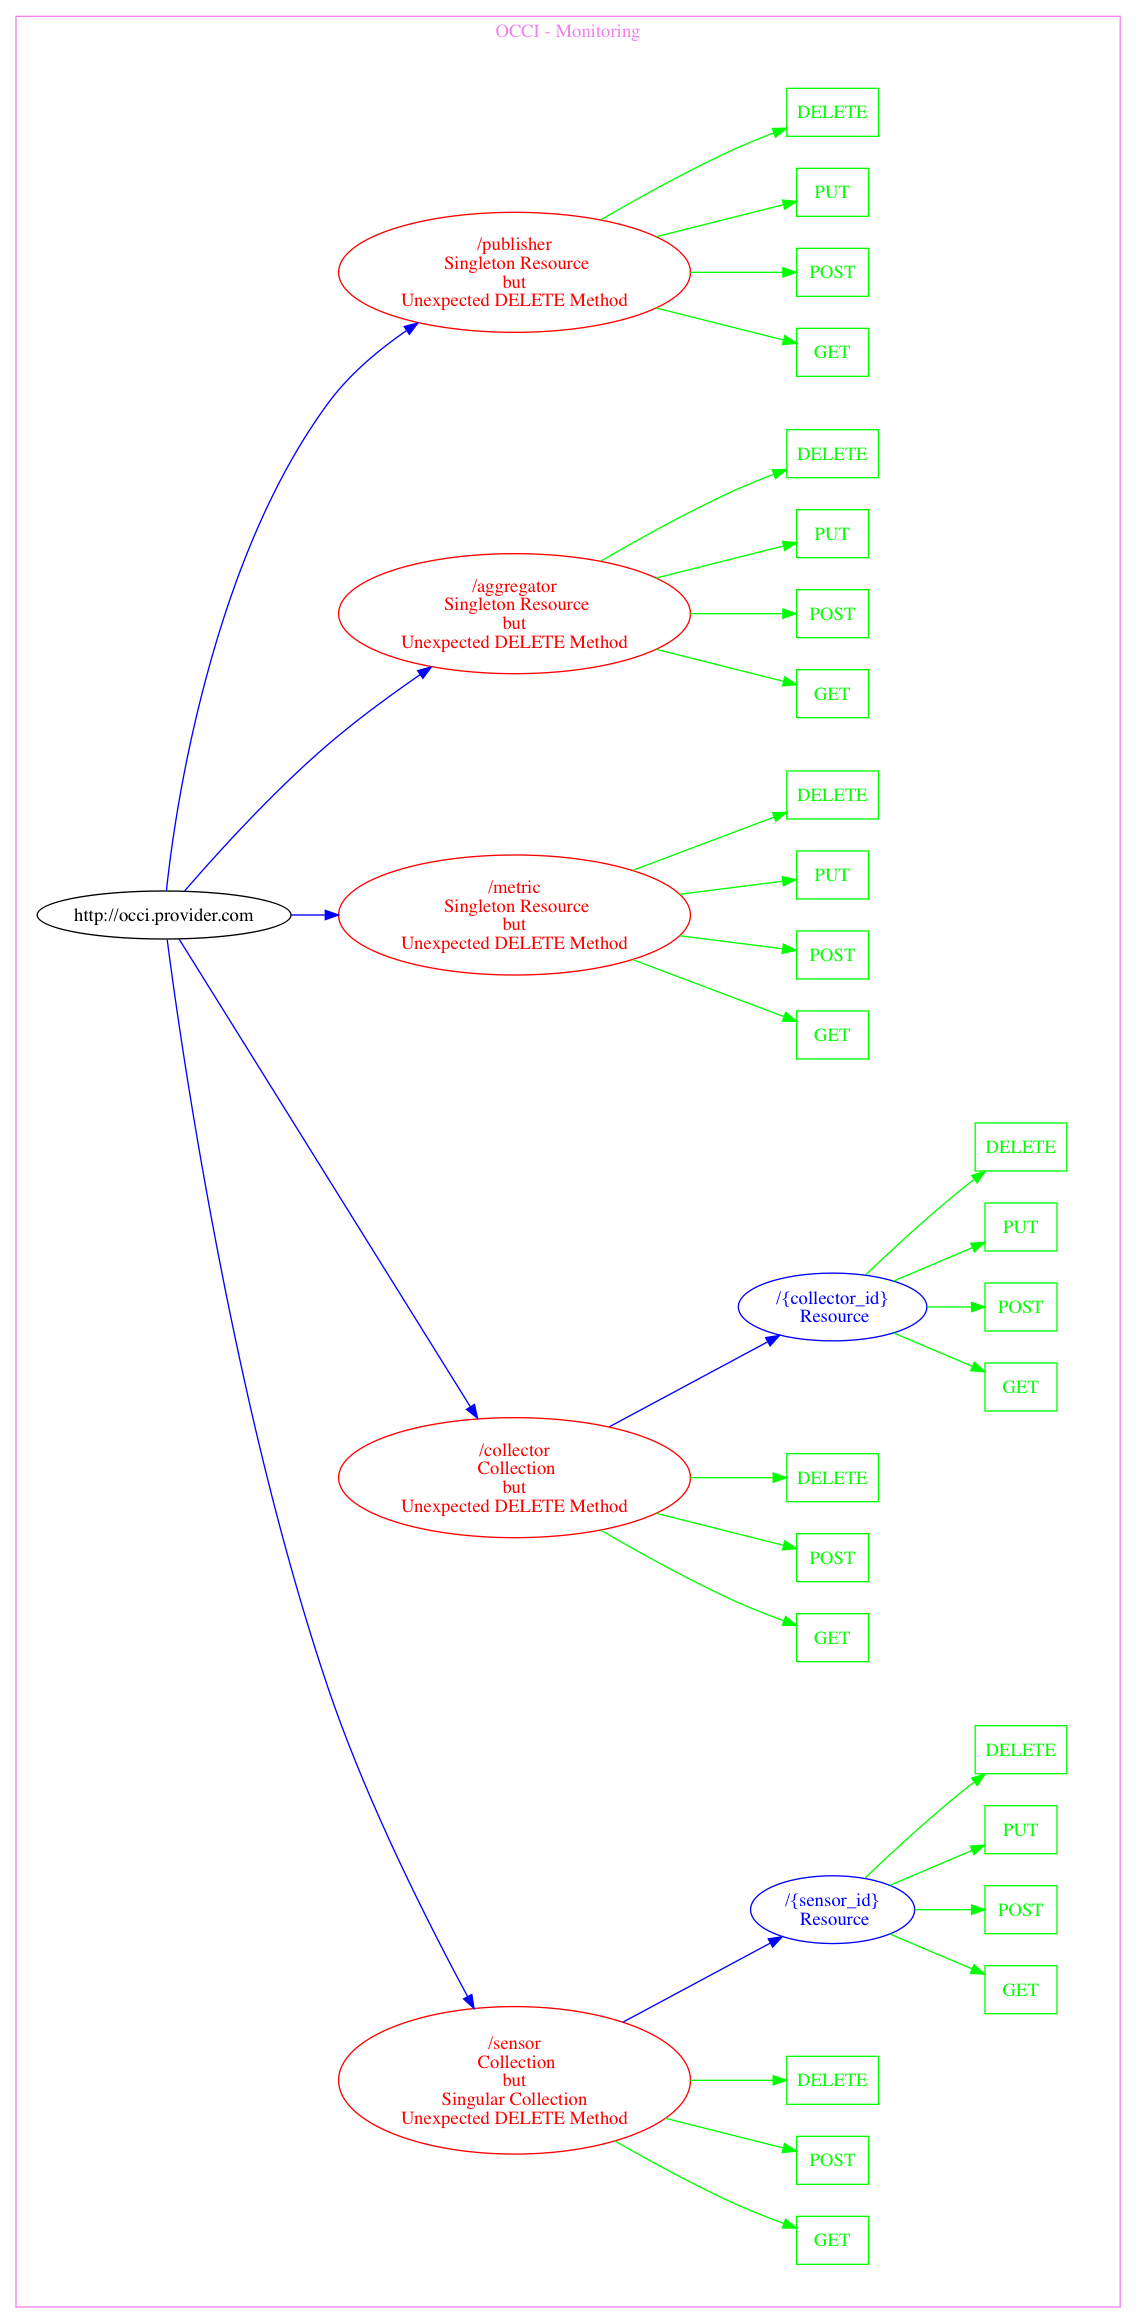 OCCI - Monitoring
DELETE
PUT
/publisher
Singleton Resource
but
Unexpected DELETE Method
POST
GET
DELETE
PUT
/aggregator
Singleton Resource
but
Unexpected DELETE Method
POST
GET
DELETE
PUT
http://occi.provider.com
/metric
Singleton Resource
but
Unexpected DELETE Method
POST
GET
DELETE
PUT
/{collector_id}
Resource
POST
GET
/collector
Collection
but
Unexpected DELETE Method
DELETE
POST
GET
DELETE
PUT
/{sensor_id}
Resource
POST
GET
/sensor
Collection
but
Singular Collection
Unexpected DELETE Method
DELETE
POST
GET